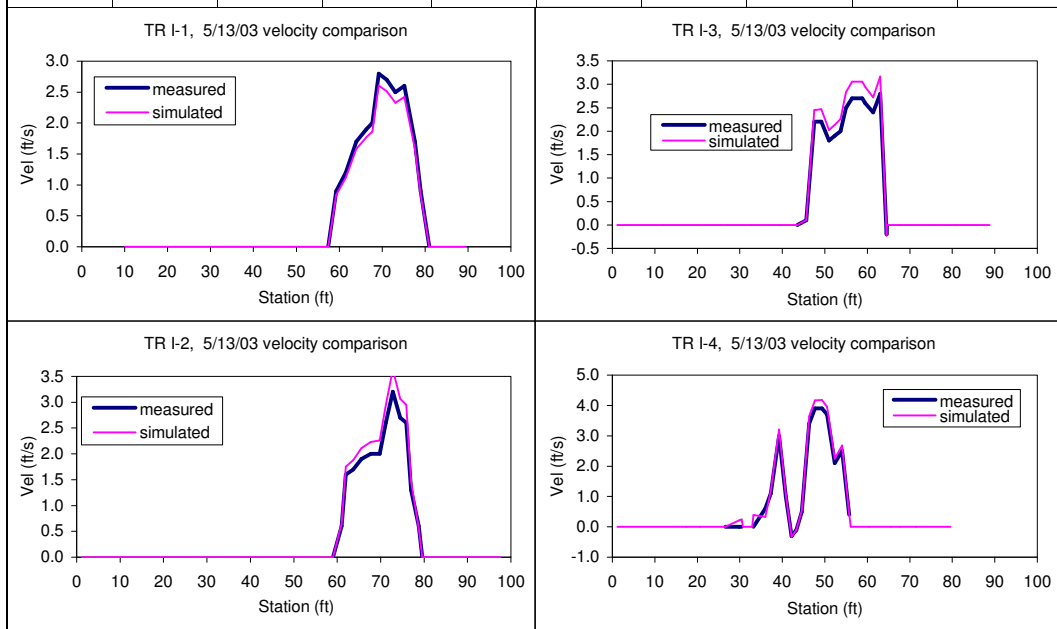 TR I-1, 5/13/03 velocity comparison
3.0
2.5
2.0
1.5
1.0
0.5
0.0
Vel (ft/s)
measured
simulated
0 10 20 30 40 50 60 70 80 90 100
Station (ft)
TR I-3, 5/13/03 velocity comparison
3.5
3.0
2.5
2.0
1.5
1.0
0.5
0.0
-0.5
Vel (ft/s)
measured
simulated
0 10 20 30 40 50 60 70 80 90 100
Station (ft)
TR I-2, 5/13/03 velocity comparison
3.5
3.0
2.5
2.0
1.5
1.0
0.5
0.0
Vel (ft/s)
measured
simulated
0 10 20 30 40 50 60 70 80 90 100
Station (ft)
TR I-4, 5/13/03 velocity comparison
5.0
4.0
3.0
2.0
1.0
0.0
-1.0
Vel (ft/s)
measured
simulated
0 10 20 30 40 50 60 70 80 90 100
Station (ft)